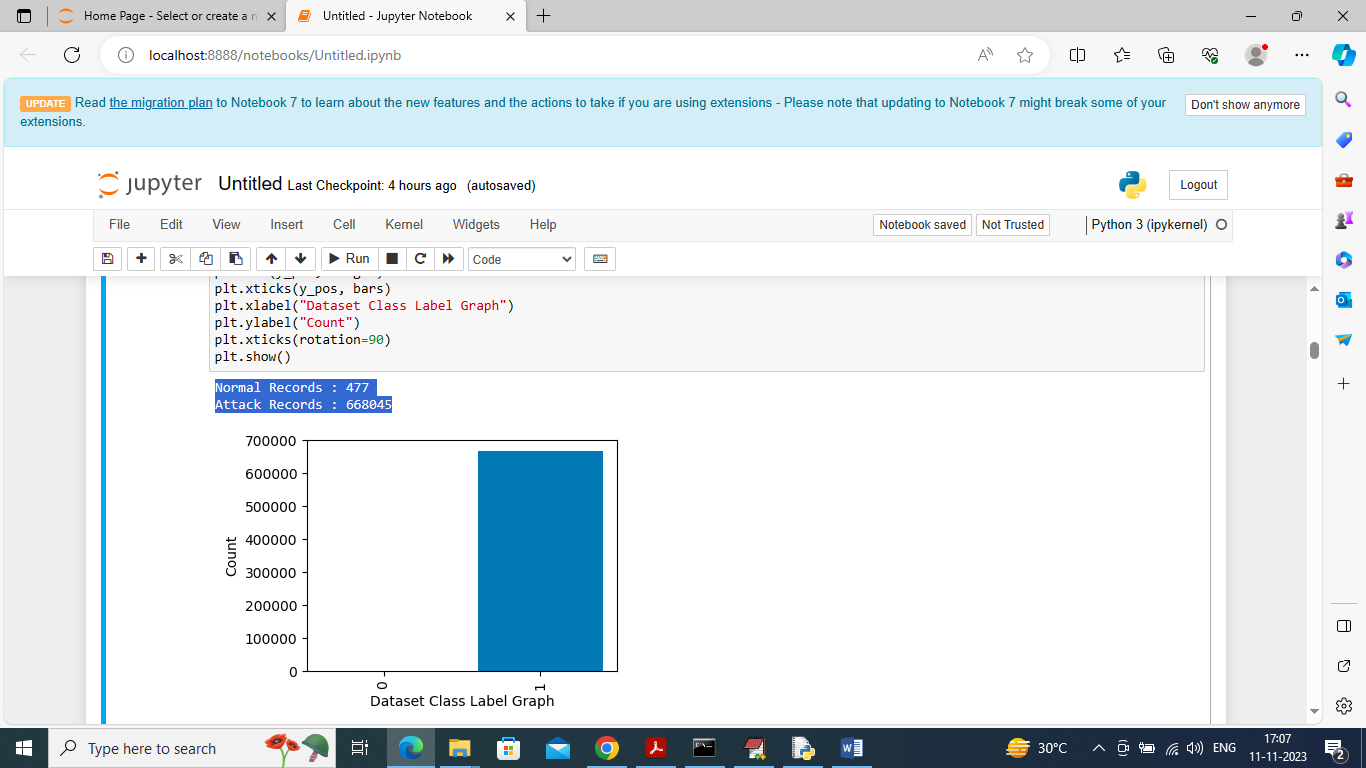 Home Page - Select or create a n
Untitled - Jupyter Notebook
localhost:8888/notebooks/Untitled.ipynb
UPDATE Read the migration plan to Notebook 7 to learn about the new features and the actions to take if you are using extensions - Please note that updating to Notebook 7 might break some of your
extensions.
Don't show anymore
jupyter Untitled Last Checkpoint: 4 hours ago (autosaved)
Logout
File Edit View Insert Cell Kernel Widgets Help
Notebook saved Not Trusted Python 3 (ipykernel)
Run Code
plt.xticks(y_pos, bars)
plt.xlabel("Dataset Class Label Graph")
plt.ylabel("Count")
plt.xticks(rotation=90)
plt.show()
Normal Records : 477
Attack Records : 668045
700000
600000
500000
400000
300000
200000
100000
0
Count
0 1
Dataset Class Label Graph
Type here to search
30°C
ENG
17:07
11-11-2023
2